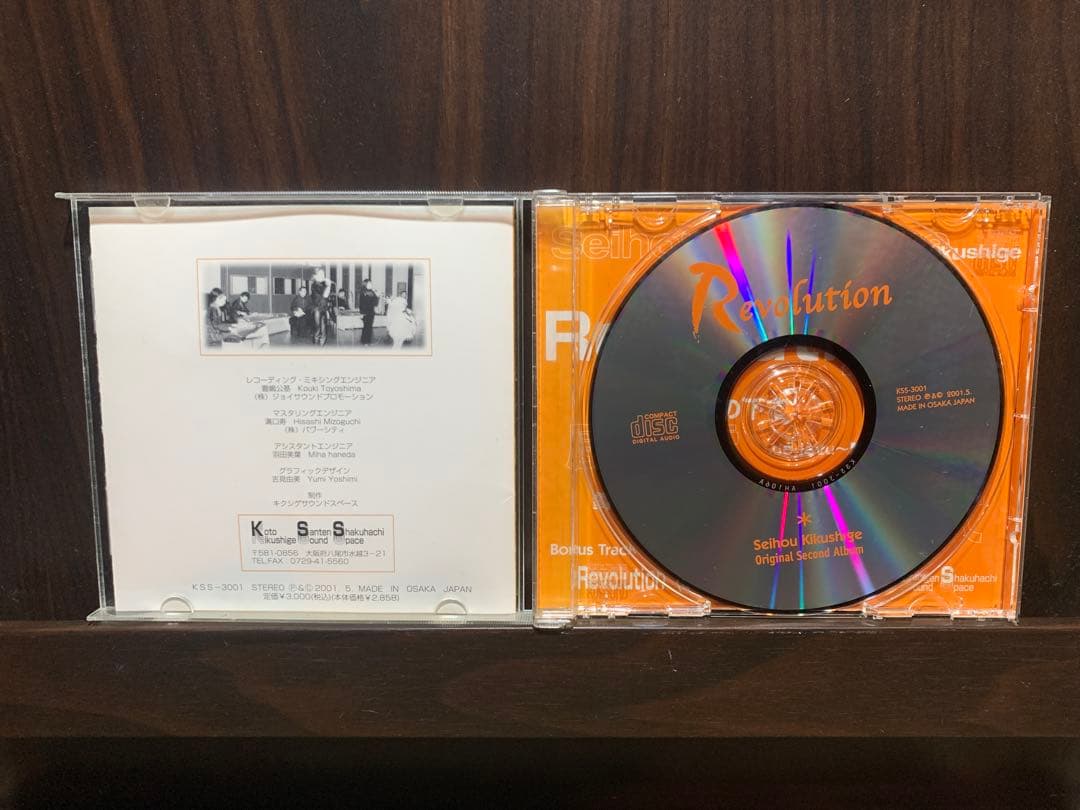 レコーディング・ミキシングエンジニア
豊嶋公基 Kouki Toyoshima
(株)ジョイサウンドプロモーション
マスタリングエンジニア
溝口寿 Hisashi Mizoguchi
(株)パワーシティ
アシスタントエンジニア
羽田美葉 Miha haneda
グラフィックデザイン
吉見由美 Yumi Yoshimi
制作
キクシゲサウンドスペース
Koto Santen Shakuhachi
Kikushige Sound Space
〒581-0856 大阪府八尾市水越3-21
TEL,FAX 0729-41-5560
KSS-3001 STEREO Ⓟ&© 2001. 5. MADE IN OSAKA JAPAN
定価¥3,000(税込)(本体価格¥2,858)
Seihou
kushige
Revolution
KSS-3001
STEREO Ⓟ&© 2001.5.
MADE IN OSAKA JAPAN
COMPACT
disc
DIGITAL AUDIO
KSS-3001 AH106A
Seihou Kikushige
Original Second Album
Bonus Track
Revolution
Shakuhachi
Space